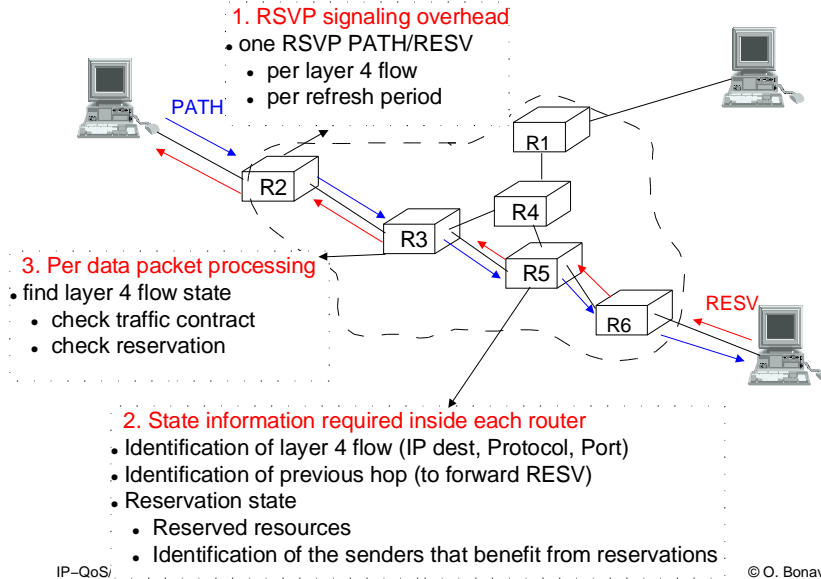 1. RSVP signaling overhead
• one RSVP PATH/RESV
• per layer 4 flow
• per refresh period
PATH
R1
R2
R4
R3
3. Per data packet processing
• find layer 4 flow state
• check traffic contract
• check reservation
R5
RESV
R6
2. State information required inside each router
• Identification of layer 4 flow (IP dest, Protocol, Port)
• Identification of previous hop (to forward RESV)
• Reservation state
• Reserved resources
• Identification of the senders that benefit from reservations
IP−QoS/
© O. Bonav